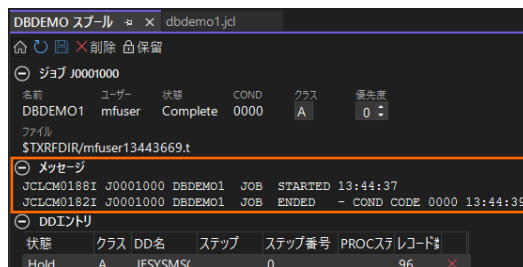 DBDEMO スプール dbdemo1.jcl
削除 保留
ジョブ J0001000
名前 ユーザー 状態 COND クラス 優先度
DBDEMO1 mfuser Complete 0000 A 0
ファイル
$TXRFDIR/mfuser13443669.t
メッセージ
JCLCM0188I J0001000 DBDEMO1 JOB STARTED 13:44:37
JCLCM0182I J0001000 DBDEMO1 JOB ENDED - COND CODE 0000 13:44:39
DDエントリ
状態 クラス DD名 ステップ ステップ番号 PROCステ レコード数
Hold A JESYSMS( 0 96